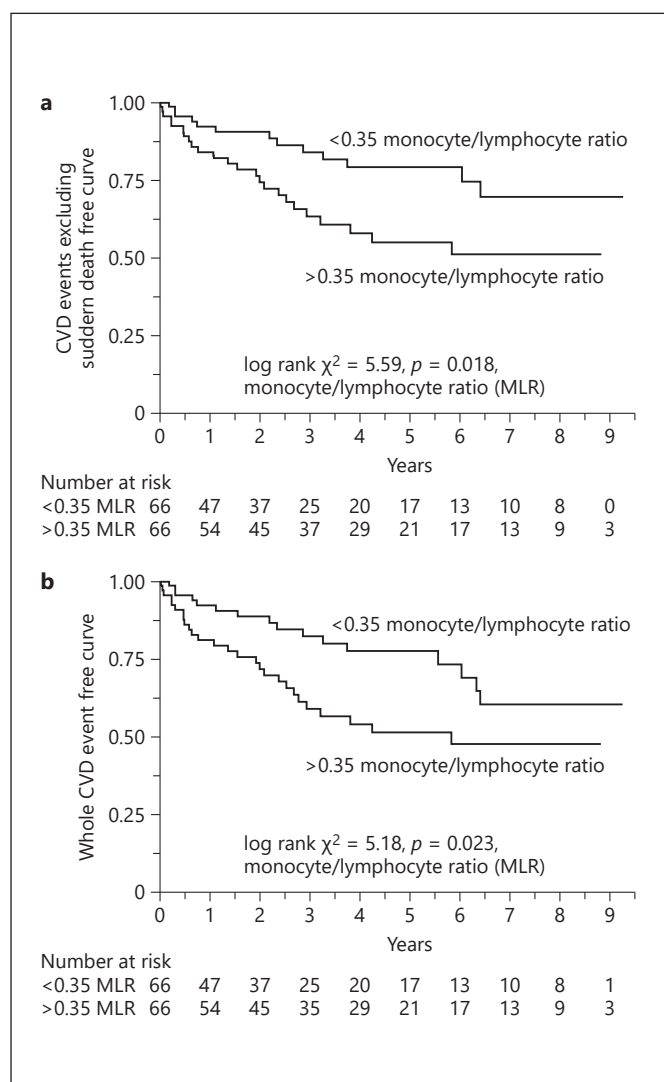 a
CVD events excluding
suddern death free curve
1.00
0.75
0.50
0.25
0
<0.35 monocyte/lymphocyte ratio
>0.35 monocyte/lymphocyte ratio
log rank χ² = 5.59, p = 0.018,
monocyte/lymphocyte ratio (MLR)
0 1 2 3 4 5 6 7 8 9
Years
Number at risk
<0.35 MLR 66 47 37 25 20 17 13 10 8 0
>0.35 MLR 66 54 45 37 29 21 17 13 9 3
b
Whole CVD event free curve
1.00
0.75
0.50
0.25
0
<0.35 monocyte/lymphocyte ratio
>0.35 monocyte/lymphocyte ratio
log rank χ² = 5.18, p = 0.023,
monocyte/lymphocyte ratio (MLR)
0 1 2 3 4 5 6 7 8 9
Years
Number at risk
<0.35 MLR 66 47 37 25 20 17 13 10 8 1
>0.35 MLR 66 54 45 35 29 21 17 13 9 3